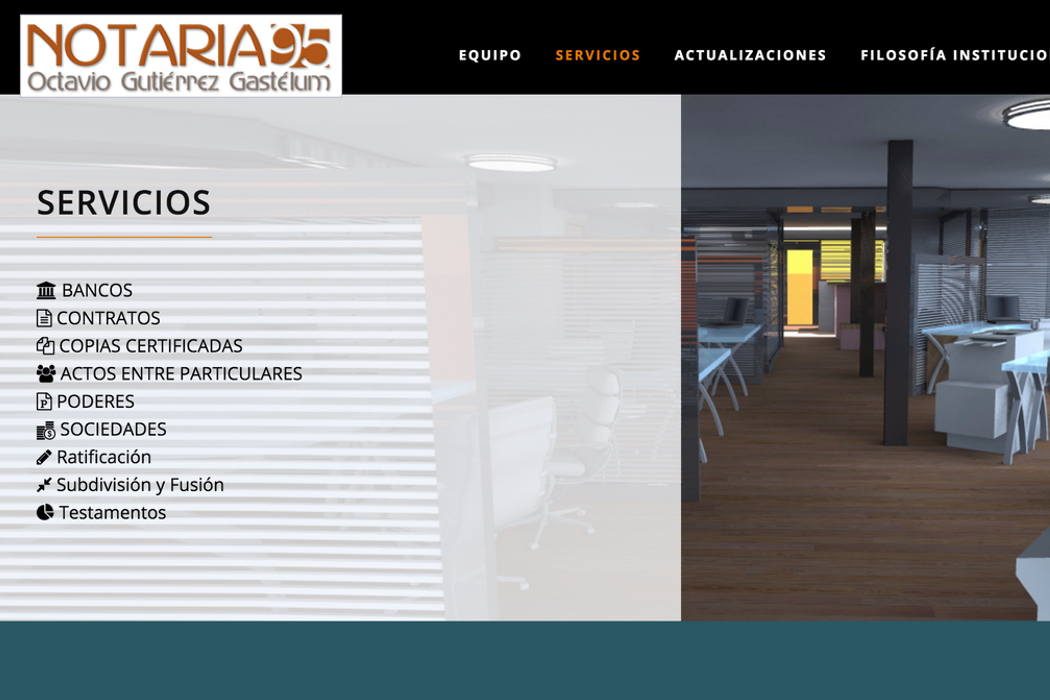 NOTARIA 95
Octavio Gutiérrez Gastélum
EQUIPO SERVICIOS ACTUALIZACIONES FILOSOFÍA
SERVICIOS
BANCOS
CONTRATOS
COPIAS CERTIFICADAS
ACTOS ENTRE PARTICULARES
PODERES
SOCIEDADES
Ratificación
Subdivisión y Fusión
Testamentos